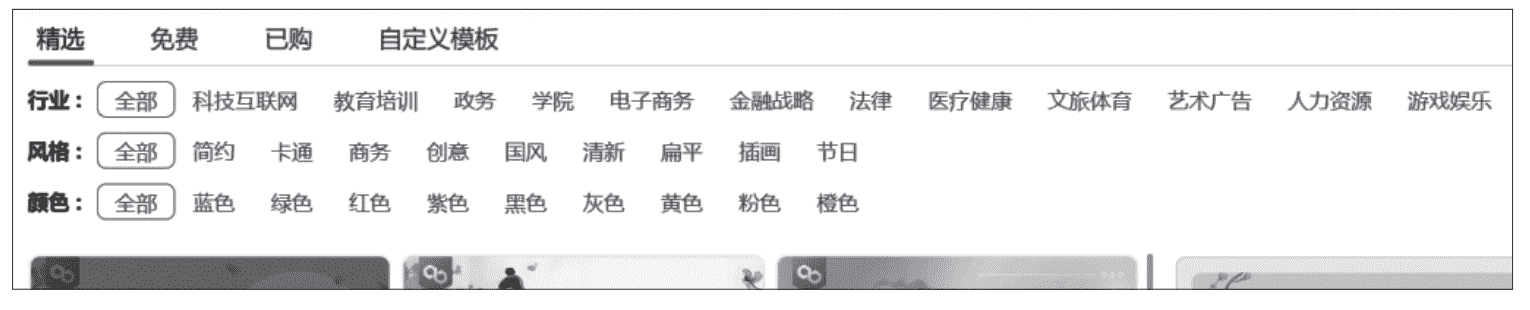 精选 免费 已购 自定义模板
行业： 全部 科技互联网 教育培训 政务 学院 电子商务 金融战略 法律 医疗健康 文旅体育 艺术广告 人力资源 游戏娱乐
风格： 全部 简约 卡通 商务 创意 国风 清新 扁平 插画 节日
颜色： 全部 蓝色 绿色 红色 紫色 黑色 灰色 黄色 粉色 橙色